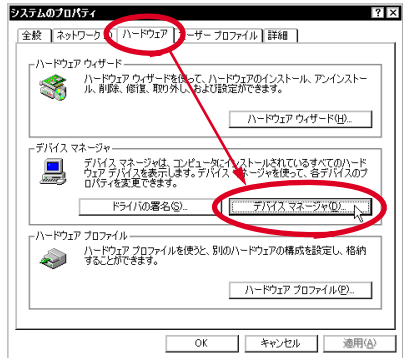 システムのプロパティ
全般
ネットワーク ID
ハードウェア
ユーザー プロファイル
詳細
ハードウェア ウィザード
ハードウェア ウィザードを使って、ハードウェアのインストール、アンインストー
ル、削除、修復、取り外し、および設定ができます。
ハードウェア ウィザード(H)...
デバイス マネージャ
デバイス マネージャは、コンピュータにインストールされているすべてのハード
ウェア デバイスを表示します。デバイス マネージャを使って、各デバイスのプ
ロパティを変更できます。
ドライバの署名(S)...
デバイス マネージャ(D)...
ハードウェア プロファイル
ハードウェア プロファイルを使うと、別のハードウェアの構成を設定し、格納
することができます。
ハードウェア プロファイル(P)...
OK
キャンセル
適用(A)